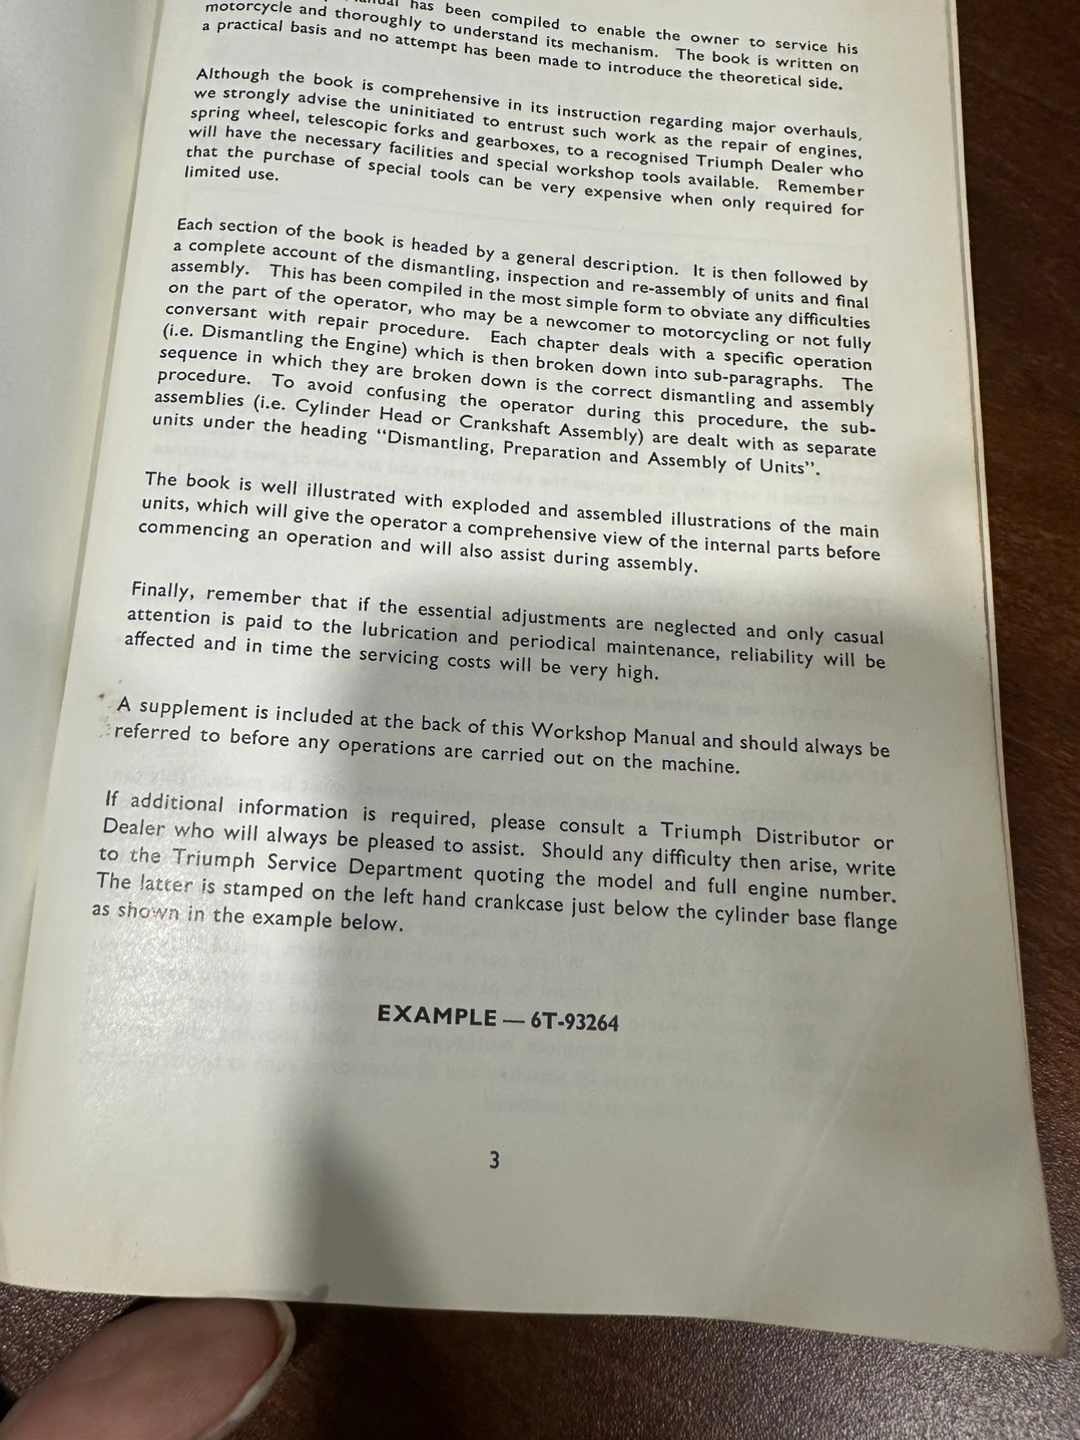 has been compiled to enable the owner to service his
motorcycle and thoroughly to understand its mechanism. The book is written on
a practical basis and no attempt has been made to introduce the theoretical side.
Although the book is comprehensive in its instruction regarding major overhauls,
we strongly advise the uninitiated to entrust such work as the repair of engines,
spring wheel, telescopic forks and gearboxes, to a recognised Triumph Dealer who
will have the necessary facilities and special workshop tools available. Remember
that the purchase of special tools can be very expensive when only required for
limited use.
Each section of the book is headed by a general description. It is then followed by
a complete account of the dismantling, inspection and re-assembly of units and final
assembly. This has been compiled in the most simple form to obviate any difficulties
on the part of the operator, who may be a newcomer to motorcycling or not fully
conversant with repair procedure. Each chapter deals with a specific operation
(i.e. Dismantling the Engine) which is then broken down into sub-paragraphs. The
sequence in which they are broken down is the correct dismantling and assembly
procedure. To avoid confusing the operator during this procedure, the sub-
assemblies (i.e. Cylinder Head or Crankshaft Assembly) are dealt with as separate
units under the heading "Dismantling, Preparation and Assembly of Units".
The book is well illustrated with exploded and assembled illustrations of the main
units, which will give the operator a comprehensive view of the internal parts before
commencing an operation and will also assist during assembly.
Finally, remember that if the essential adjustments are neglected and only casual
attention is paid to the lubrication and periodical maintenance, reliability will be
affected and in time the servicing costs will be very high.
A supplement is included at the back of this Workshop Manual and should always be
referred to before any operations are carried out on the machine.
If additional information is required, please consult a Triumph Distributor or
Dealer who will always be pleased to assist. Should any difficulty then arise, write
to the Triumph Service Department quoting the model and full engine number.
The latter is stamped on the left hand crankcase just below the cylinder base flange
as shown in the example below.
EXAMPLE — 6T-93264
3